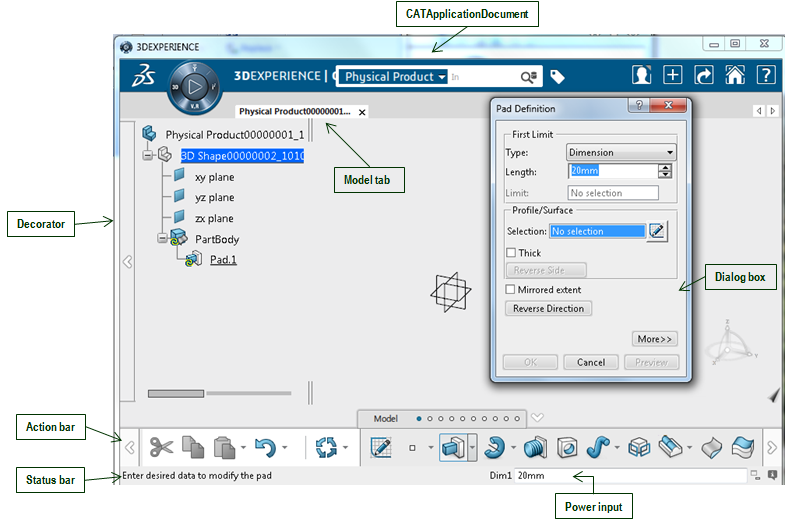 CATApplicationDocument
3DEXPERIENCE
3DEXPERIENCE | C
Physical Product
In
3D
V.R
Physical Product00000001...
Physical Product00000001_1
3D Shape00000002_1010
xy plane
yz plane
zx plane
PartBody
Pad.1
Model tab
Decorator
Pad Definition
First Limit
Type: Dimension
Length: 20mm
Limit: No selection
Profile/Surface
Selection: No selection
Thick
Reverse Side
Mirrored extent
Reverse Direction
More>>
OK Cancel Preview
Dialog box
Z
X
Y
Model
Action bar
Status bar
Enter desired data to modify the pad
Dim1 20mm
Power input